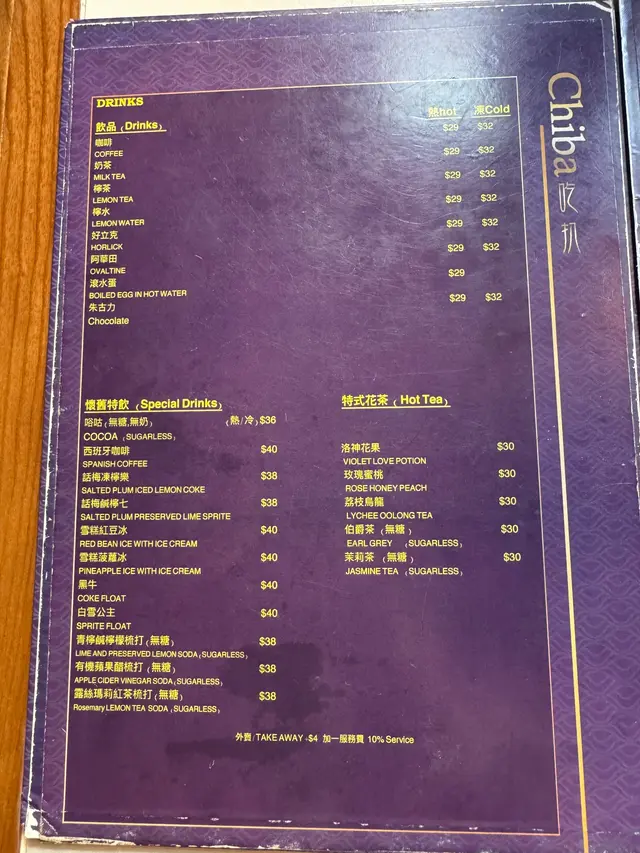 DRINKS
飲品 (Drinks) 熱hot 凍Cold
咖啡 $29 $32
COFFEE
奶茶 $29 $32
MILK TEA
檸茶 $29 $32
LEMON TEA
檸水 $29 $32
LEMON WATER
好立克 $29 $32
HORLICK
阿華田 $29 $32
OVALTINE
滾水蛋 $29
BOILED EGG IN HOT WATER
朱古力 $29 $32
Chocolate
懷舊特飲 (Special Drinks)
唂咕 (無糖,無奶) (熱/冷) $36
COCOA (SUGARLESS)
西班牙咖啡 $40
SPANISH COFFEE
話梅凍檸樂 $38
SALTED PLUM ICED LEMON COKE
話梅鹹檸七 $38
SALTED PLUM PRESERVED LIME SPRITE
雪糕紅豆冰 $40
RED BEAN ICE WITH ICE CREAM
雪糕菠蘿冰 $40
PINEAPPLE ICE WITH ICE CREAM
黑牛 $40
COKE FLOAT
白雪公主 $40
SPRITE FLOAT
青檸鹹檸檬梳打 (無糖) $38
LIME AND PRESERVED LEMON SODA (SUGARLESS)
有機蘋果醋梳打 (無糖) $38
APPLE CIDER VINEGAR SODA (SUGARLESS)
露絲瑪莉紅茶梳打 (無糖) $38
Rosemary LEMON TEA SODA (SUGARLESS)
特式花茶 (Hot Tea)
洛神花果 $30
VIOLET LOVE POTION
玫瑰蜜桃 $30
ROSE HONEY PEACH
荔枝烏龍 $30
LYCHEE OOLONG TEA
伯爵茶 (無糖) $30
EARL GREY (SUGARLESS)
茉莉茶 (無糖) $30
JASMINE TEA (SUGARLESS)
外賣/TAKE AWAY +$4 加一服務費 10% Service
Chiba 吃扒